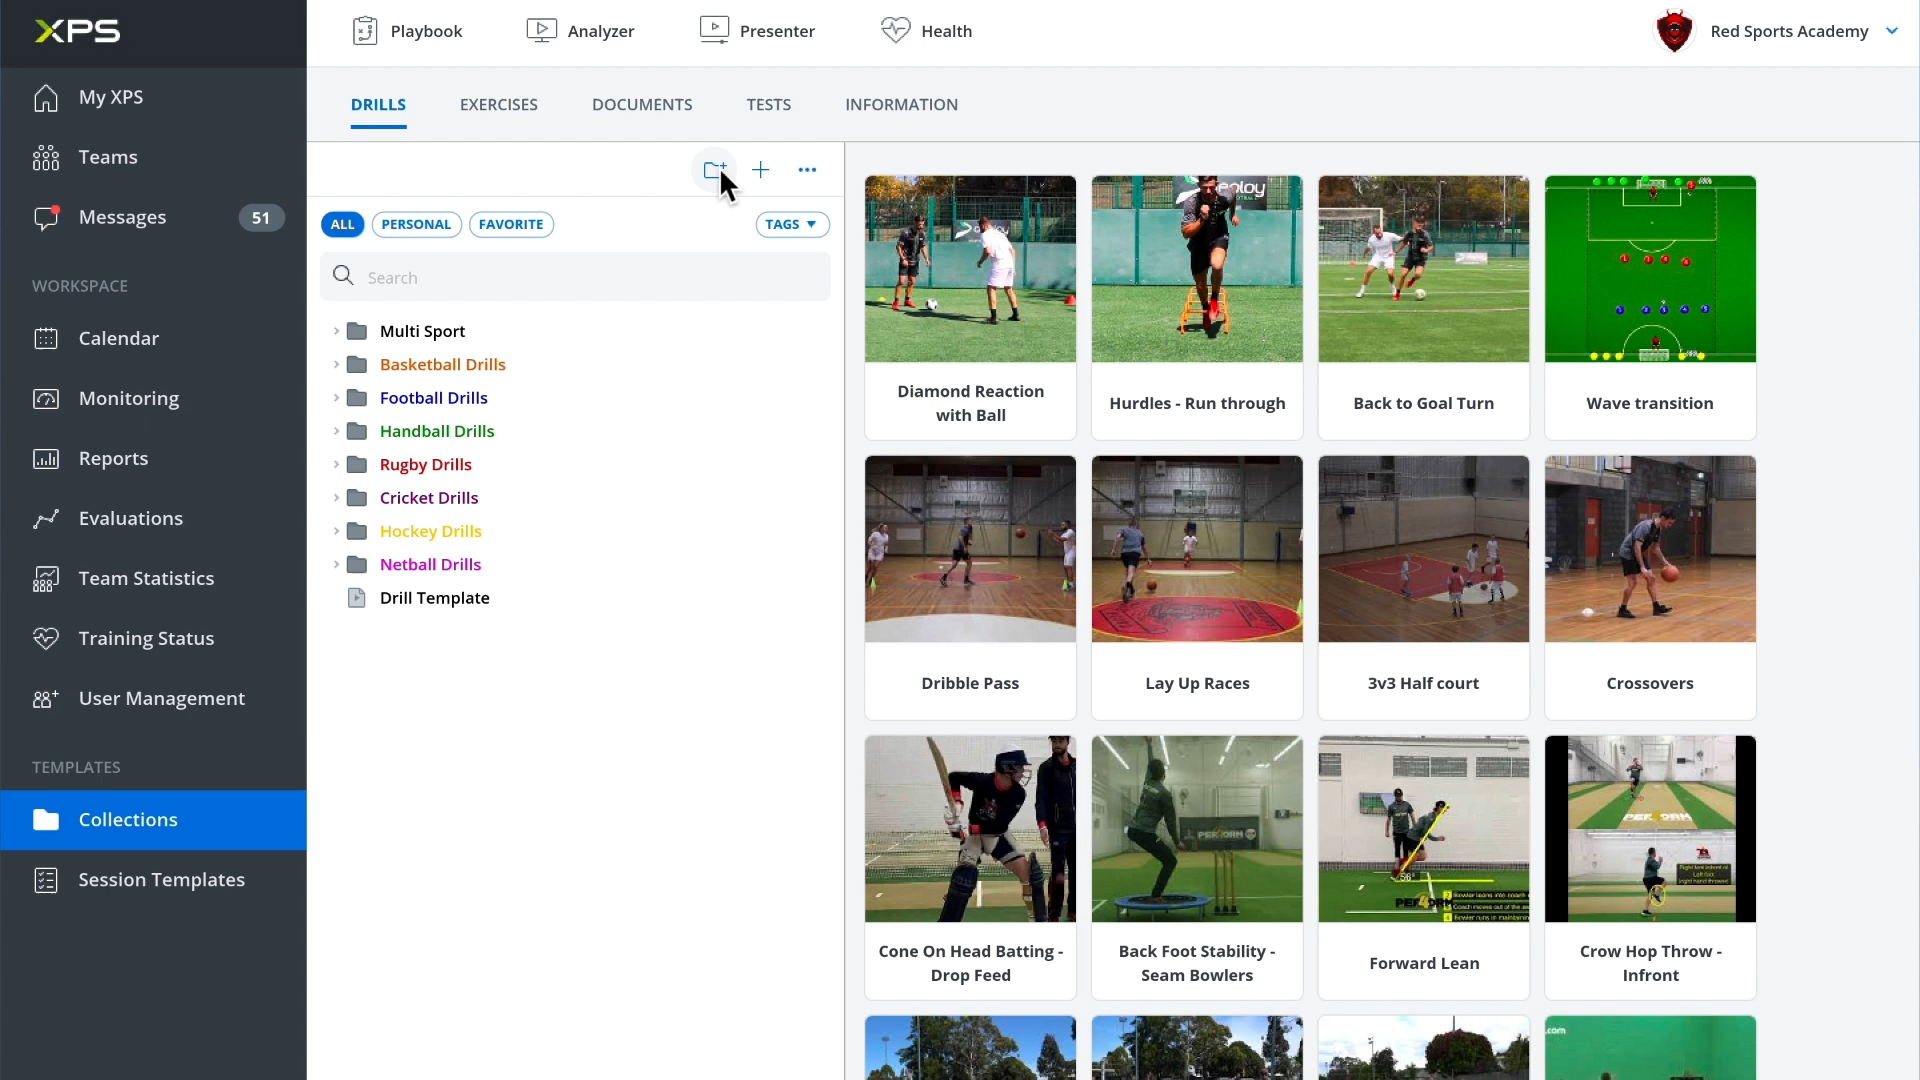 XPS
Playbook
Analyzer
Presenter
Health
Red Sports Academy
My XPS
Teams
Messages
51
WORKSPACE
Calendar
Monitoring
Reports
Evaluations
Team Statistics
Training Status
User Management
TEMPLATES
Collections
Session Templates
DRILLS
EXERCISES
DOCUMENTS
TESTS
INFORMATION
ALL
PERSONAL
FAVORITE
TAGS
Search
Multi Sport
Basketball Drills
Football Drills
Handball Drills
Rugby Drills
Cricket Drills
Hockey Drills
Netball Drills
Drill Template
Diamond Reaction
with Ball
Hurdles - Run through
Back to Goal Turn
Wave transition
Dribble Pass
Lay Up Races
3v3 Half court
Crossovers
Cone On Head Batting -
Drop Feed
Back Foot Stability -
Seam Bowlers
PER4ORM
56°
Forward Lean
PER4ORM
Crow Hop Throw -
Infront
.com